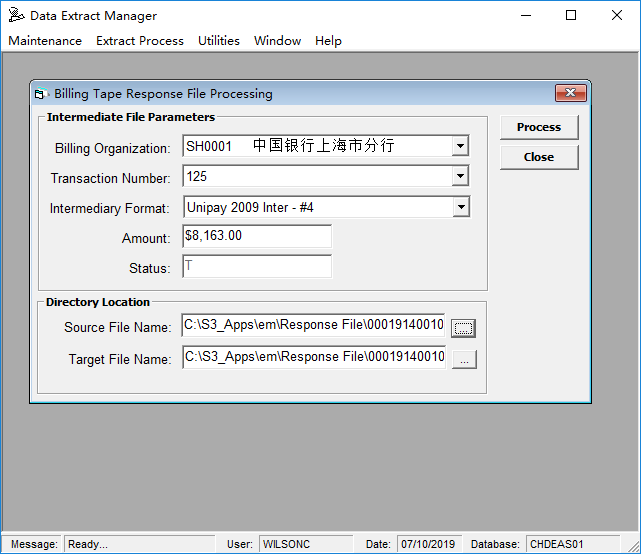 Data Extract Manager
Maintenance Extract Process Utilities Window Help
Billing Tape Response File Processing
Intermediate File Parameters
Process
Billing Organization: SH0001 中国银行上海市分行
Close
Transaction Number: 125
Intermediary Format: Unipay 2009 Inter - #4
Amount: $8,163.00
Status: T
Directory Location
Source File Name: C:\S3_Apps\em\Response File\00019140010 ...
Target File Name: C:\S3_Apps\em\Response File\00019140010 ...
Message: Ready... User: WILSONC Date: 07/10/2019 Database: CHDEAS01